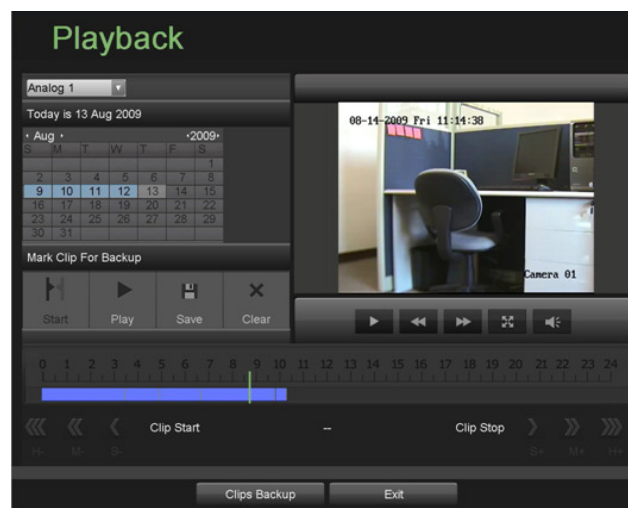 Playback
Analog 1
Today is 13 Aug 2009
Aug 2009
S M T W T F S
1
2 3 4 5 6 7 8
9 10 11 12 13 14 15
16 17 18 19 20 21 22
23 24 25 26 27 28 29
30 31
Mark Clip For Backup
Start Play Save Clear
08-14-2009 Fri 11:14:38
Camera 01
0 1 2 3 4 5 6 7 8 9 10 11 12 13 14 15 16 17 18 19 20 21 22 23 24
Clip Start -- Clip Stop
H- M- S- S+ M+ H+
Clips Backup Exit